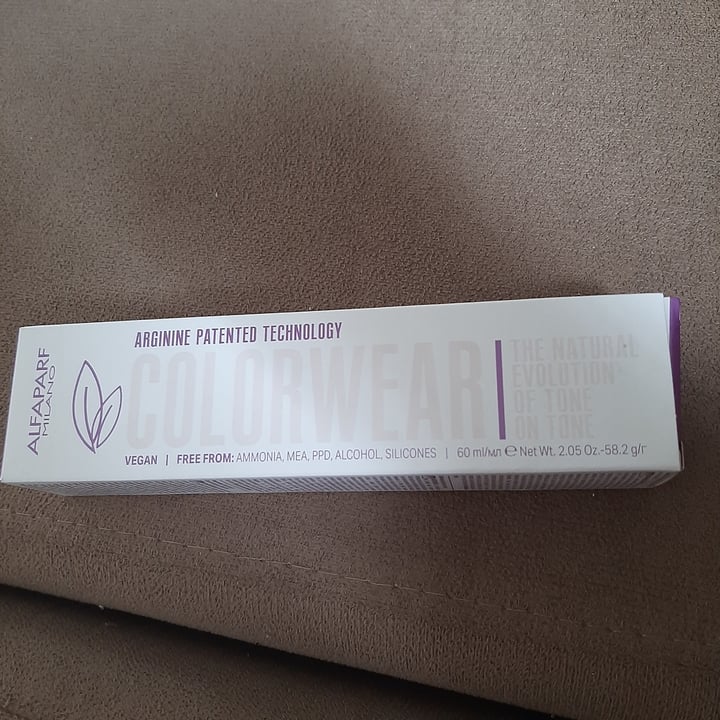 ALFAPARF
MILANO
ARGININE PATENTED TECHNOLOGY
COLORWEAR
THE NATURAL
EVOLUTION
OF TONE
ON TONE
VEGAN | FREE FROM: AMMONIA, MEA, PPD, ALCOHOL, SILICONES | 60 ml/мл ℮ Net Wt. 2.05 Oz.-58.2 g/г